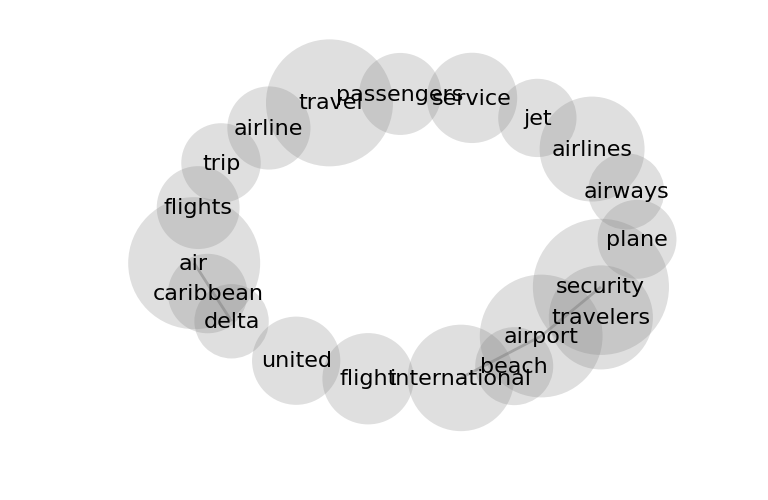 passengers
service
travel
jet
airline
airlines
trip
airways
flights
plane
air
security
caribbean
travelers
delta
airport
united
beach
flight
international